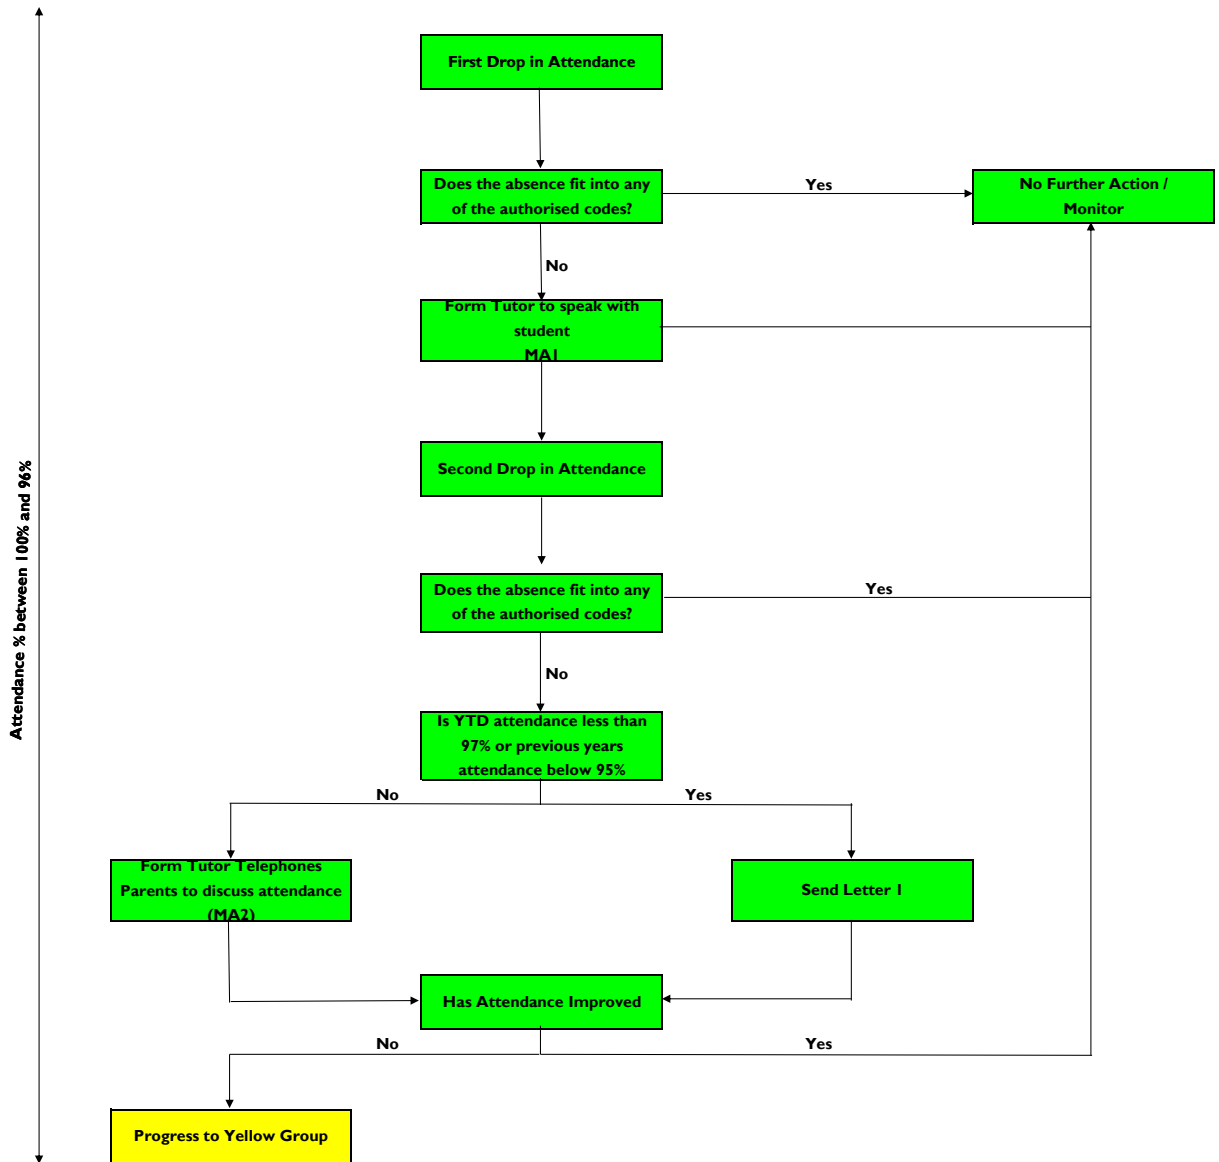 First Drop in Attendance
Does the absence fit into any
of the authorised codes?
Yes
No Further Action /
Monitor
No
Form Tutor to speak with
student
MA1
Second Drop in Attendance
Attendance % between 100% and 96%
Does the absence fit into any
of the authorised codes?
Yes
No
Is YTD attendance less than
97% or previous years
attendance below 95%
No
Yes
Form Tutor Telephones
Parents to discuss attendance
(MA2)
Send Letter 1
Has Attendance Improved
No
Yes
Progress to Yellow Group